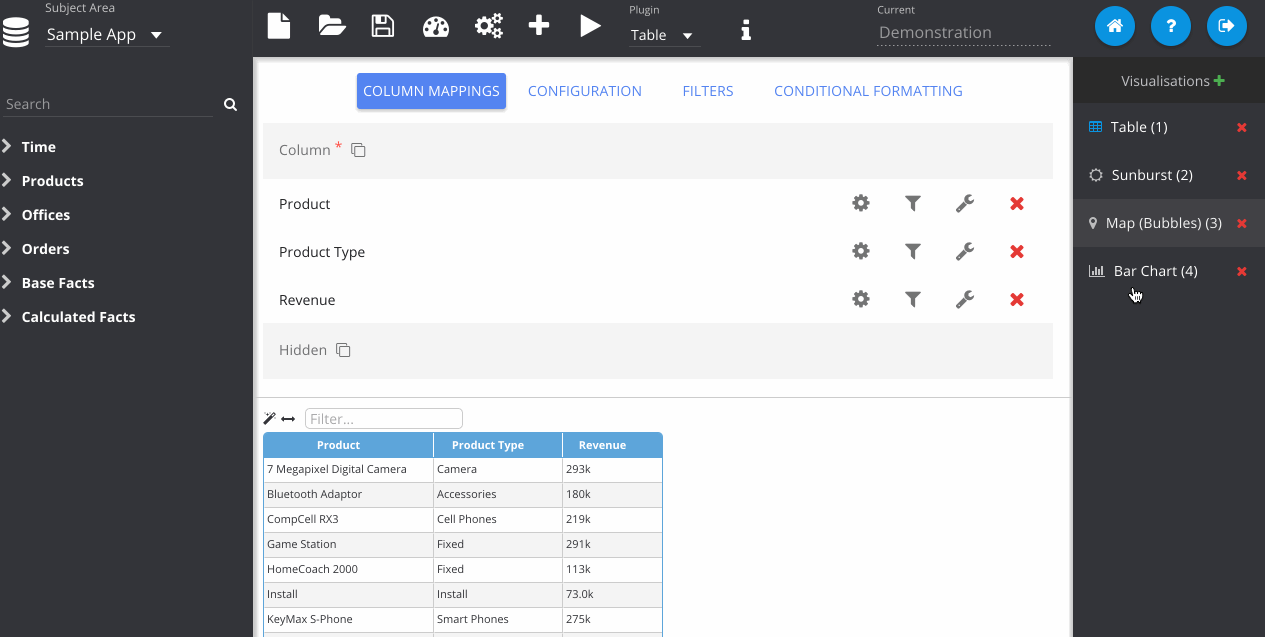 Subject Area
Sample App
Plugin
Table
Current
Demonstration
?
Search
Time
Products
Offices
Orders
Base Facts
Calculated Facts
COLUMN MAPPINGS CONFIGURATION FILTERS CONDITIONAL FORMATTING
Column *
Product
Product Type
Revenue
Hidden
Filter...
Product Product Type Revenue
7 Megapixel Digital Camera Camera 293k
Bluetooth Adaptor Accessories 180k
CompCell RX3 Cell Phones 219k
Game Station Fixed 291k
HomeCoach 2000 Fixed 113k
Install Install 73.0k
KeyMax S-Phone Smart Phones 275k
Visualisations
Table (1)
Sunburst (2)
Map (Bubbles) (3)
Bar Chart (4)